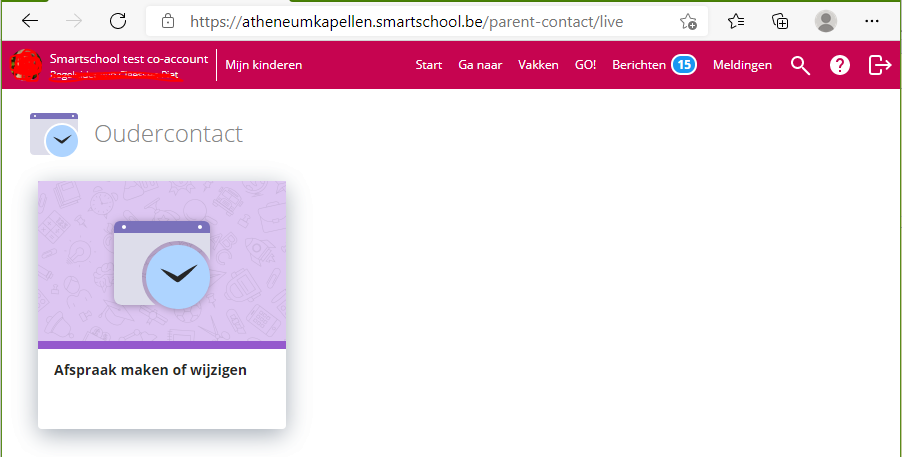 https://atheneumkapellen.smartschool.be/parent-contact/live
Smartschool test co-account
Mijn kinderen
Start
Ga naar
Vakken
GO!
Berichten 15
Meldingen
?
Oudercontact
Afspraak maken of wijzigen